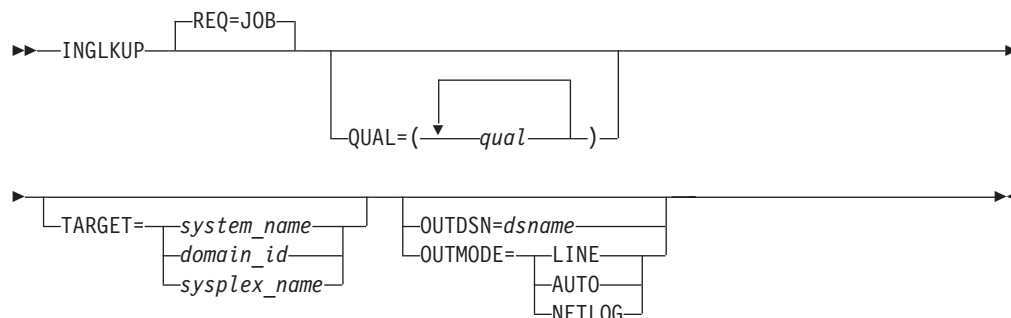 REQ=JOB
INGLKUP
QUAL=( qual )
TARGET= system_name
domain_id
sysplex_name
OUTDSN=dsname
OUTMODE= LINE
AUTO
NETLOG